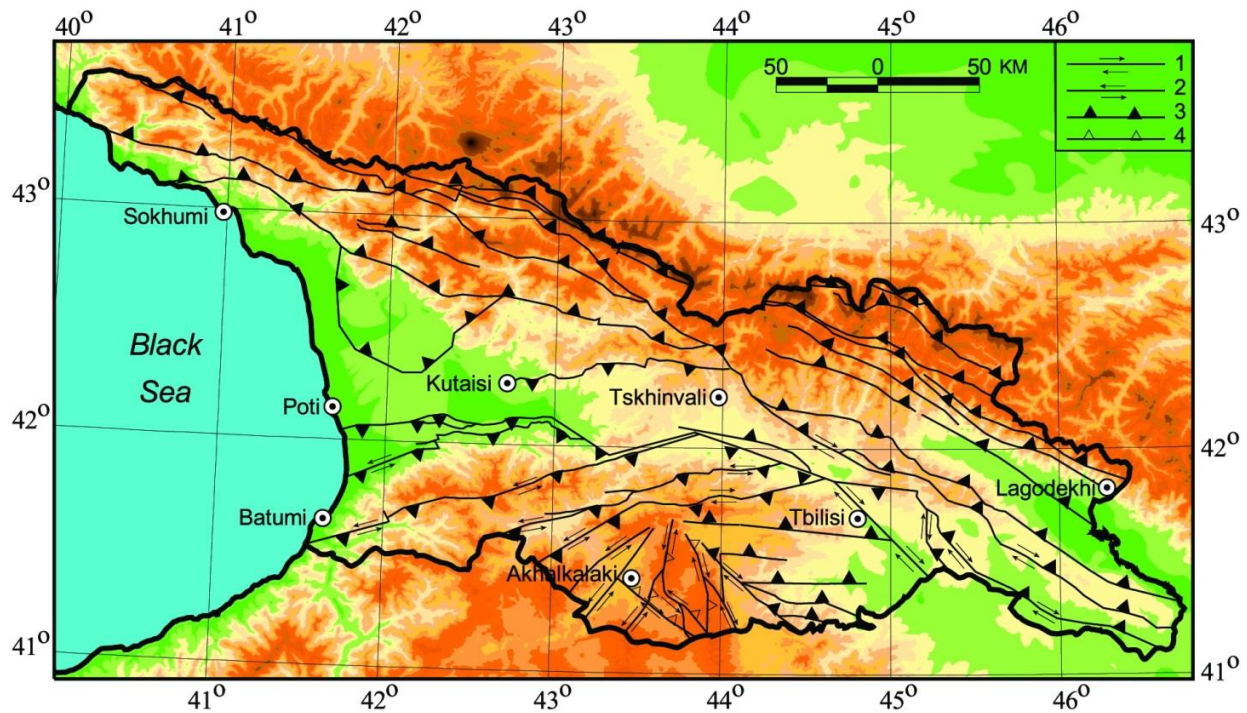 40° 41° 42° 43° 44° 45° 46°
50 0 50 KM
1
2
3
4
43° 43°
Sokhumi
Black
Sea
Kutaisi
Tskhinvali
Poti
42° 42°
Lagodekhi
Batumi
Tbilisi
Akhalkalaki
41° 41°
41° 42° 43° 44° 45° 46°